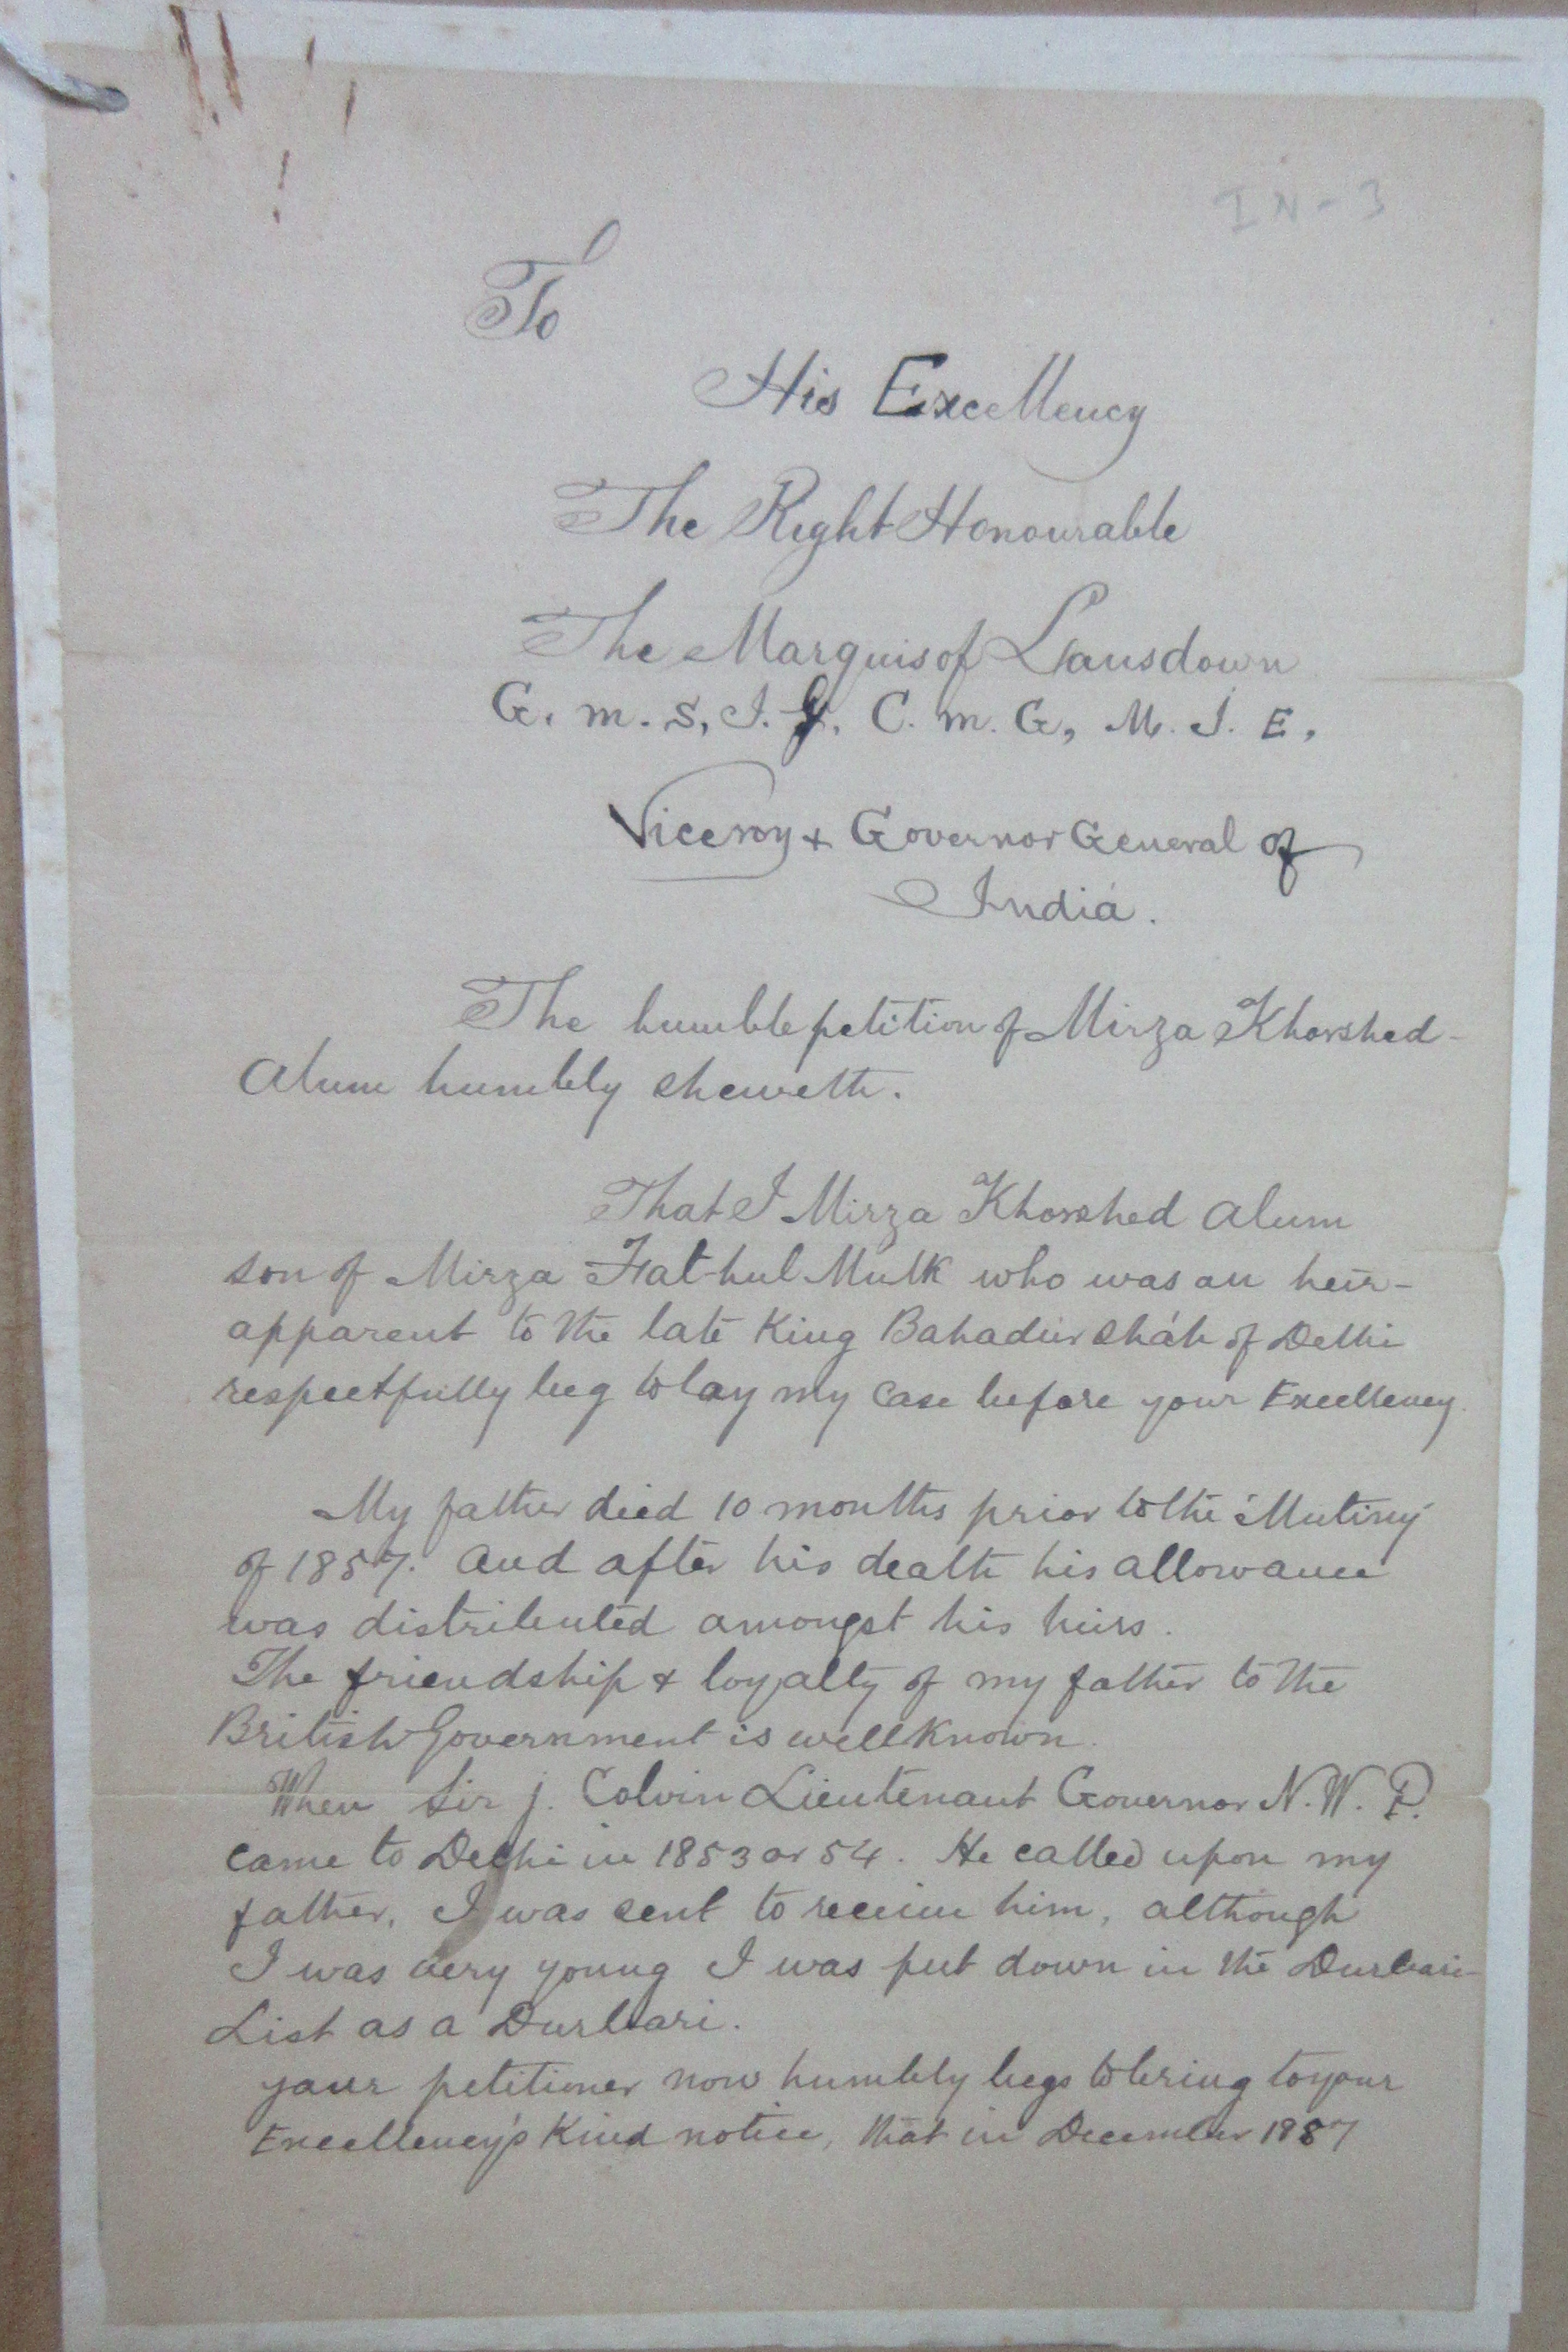 IN-3
To
His Excellency
The Right Honourable
The Marquis of Lansdown
G. m. S, I. G. C. m. G, M. I. E,
Viceroy + Governor General of
India.
The humble petition of Mirza Khorshed-
Alum humbly sheweth.
That I Mirza Khorshed Alum
son of Mirza Fat-hul Mulk who was an heir-
apparent to the late King Bahadur Sháh of Delhi
respectfully beg to lay my case before your Excellency.
My father died 10 months prior to the 'Mutiny'
of 1857. And after his death his allowance
was distributed amongst his heirs.
The friendship + loyalty of my father to the
British Government is well known.
When Sir J. Colvin Lieutenant Governor N.W.P.
came to Delhi in 1853 or 54. He called upon my
father, I was sent to receive him, although
I was very young I was put down in the Durbari-
List as a Durbari.
your petitioner now humbly begs to bring to your
Excellency's Kind notice, that in December 1887